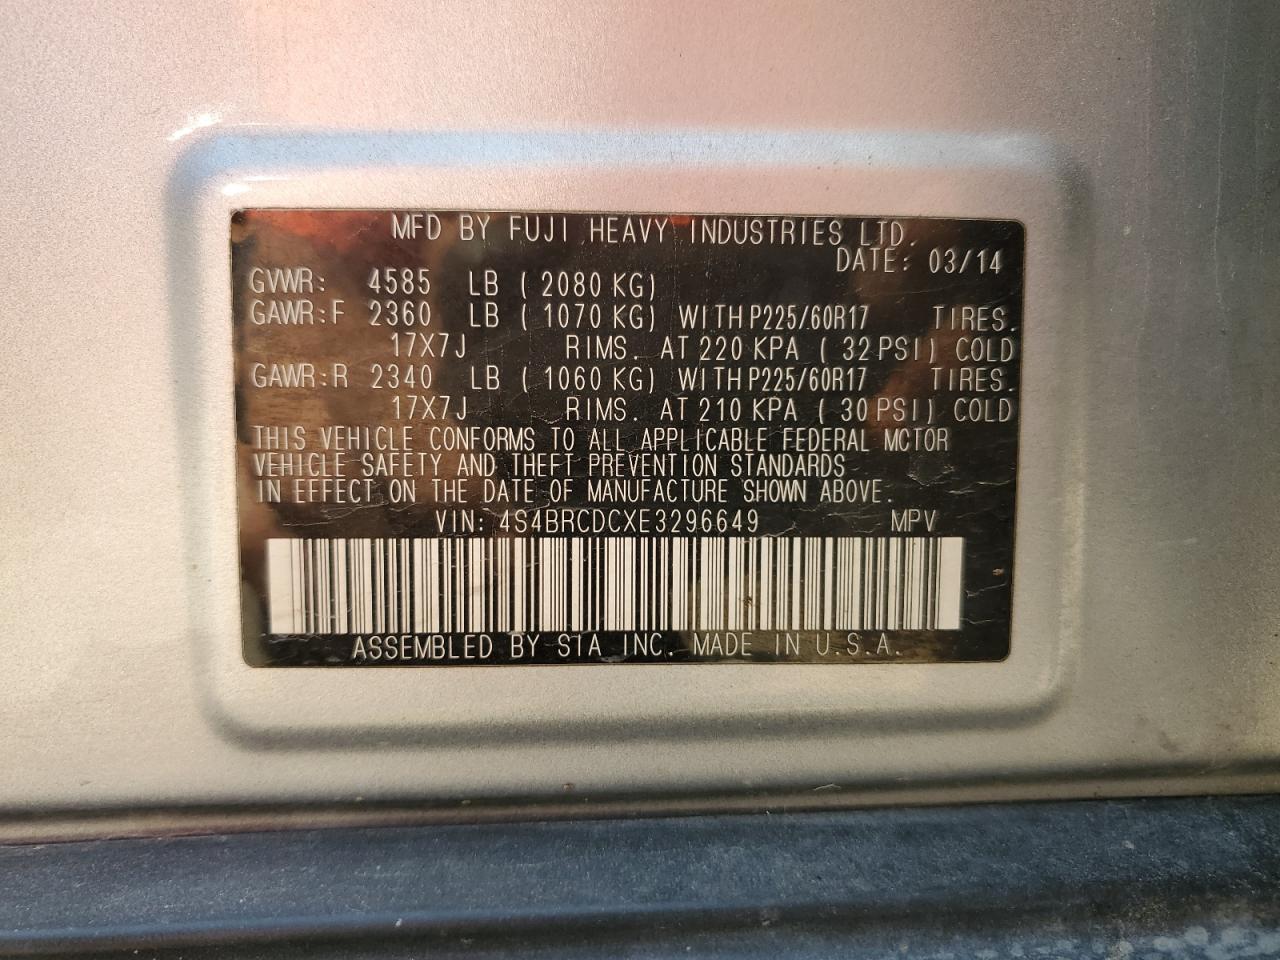 MFD BY FUJI HEAVY INDUSTRIES LTD.
DATE: 03/14
GVWR: 4585 LB ( 2080 KG)
GAWR:F 2360 LB ( 1070 KG) WITH P225/60R17 TIRES.
17X7J RIMS. AT 220 KPA ( 32 PSI) COLD
GAWR:R 2340 LB ( 1060 KG) WITH P225/60R17 TIRES.
17X7J RIMS. AT 210 KPA ( 30 PSI) COLD
THIS VEHICLE CONFORMS TO ALL APPLICABLE FEDERAL MOTOR
VEHICLE SAFETY AND THEFT PREVENTION STANDARDS
IN EFFECT ON THE DATE OF MANUFACTURE SHOWN ABOVE.
VIN: 4S4BRCDCXE3296649 MPV
ASSEMBLED BY SIA INC. MADE IN U.S.A.